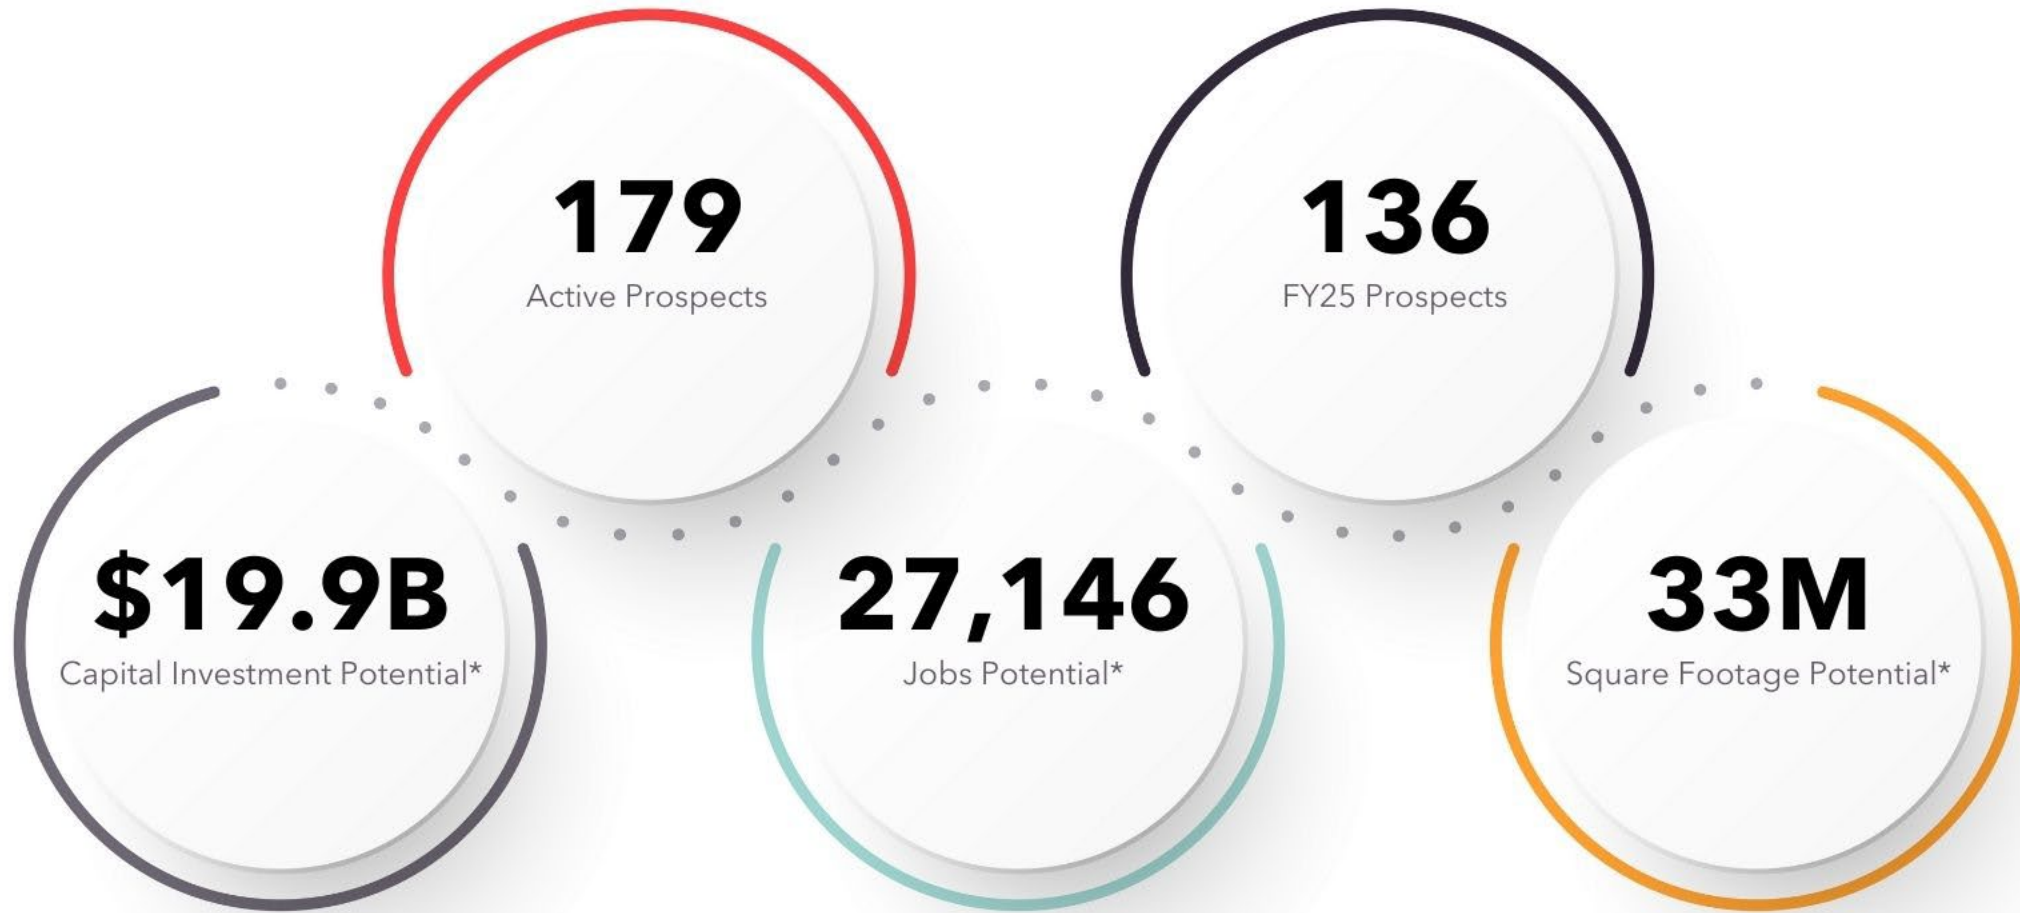 179
Active Prospects
136
FY25 Prospects
$19.9B
Capital Investment Potential*
27,146
Jobs Potential*
33M
Square Footage Potential*